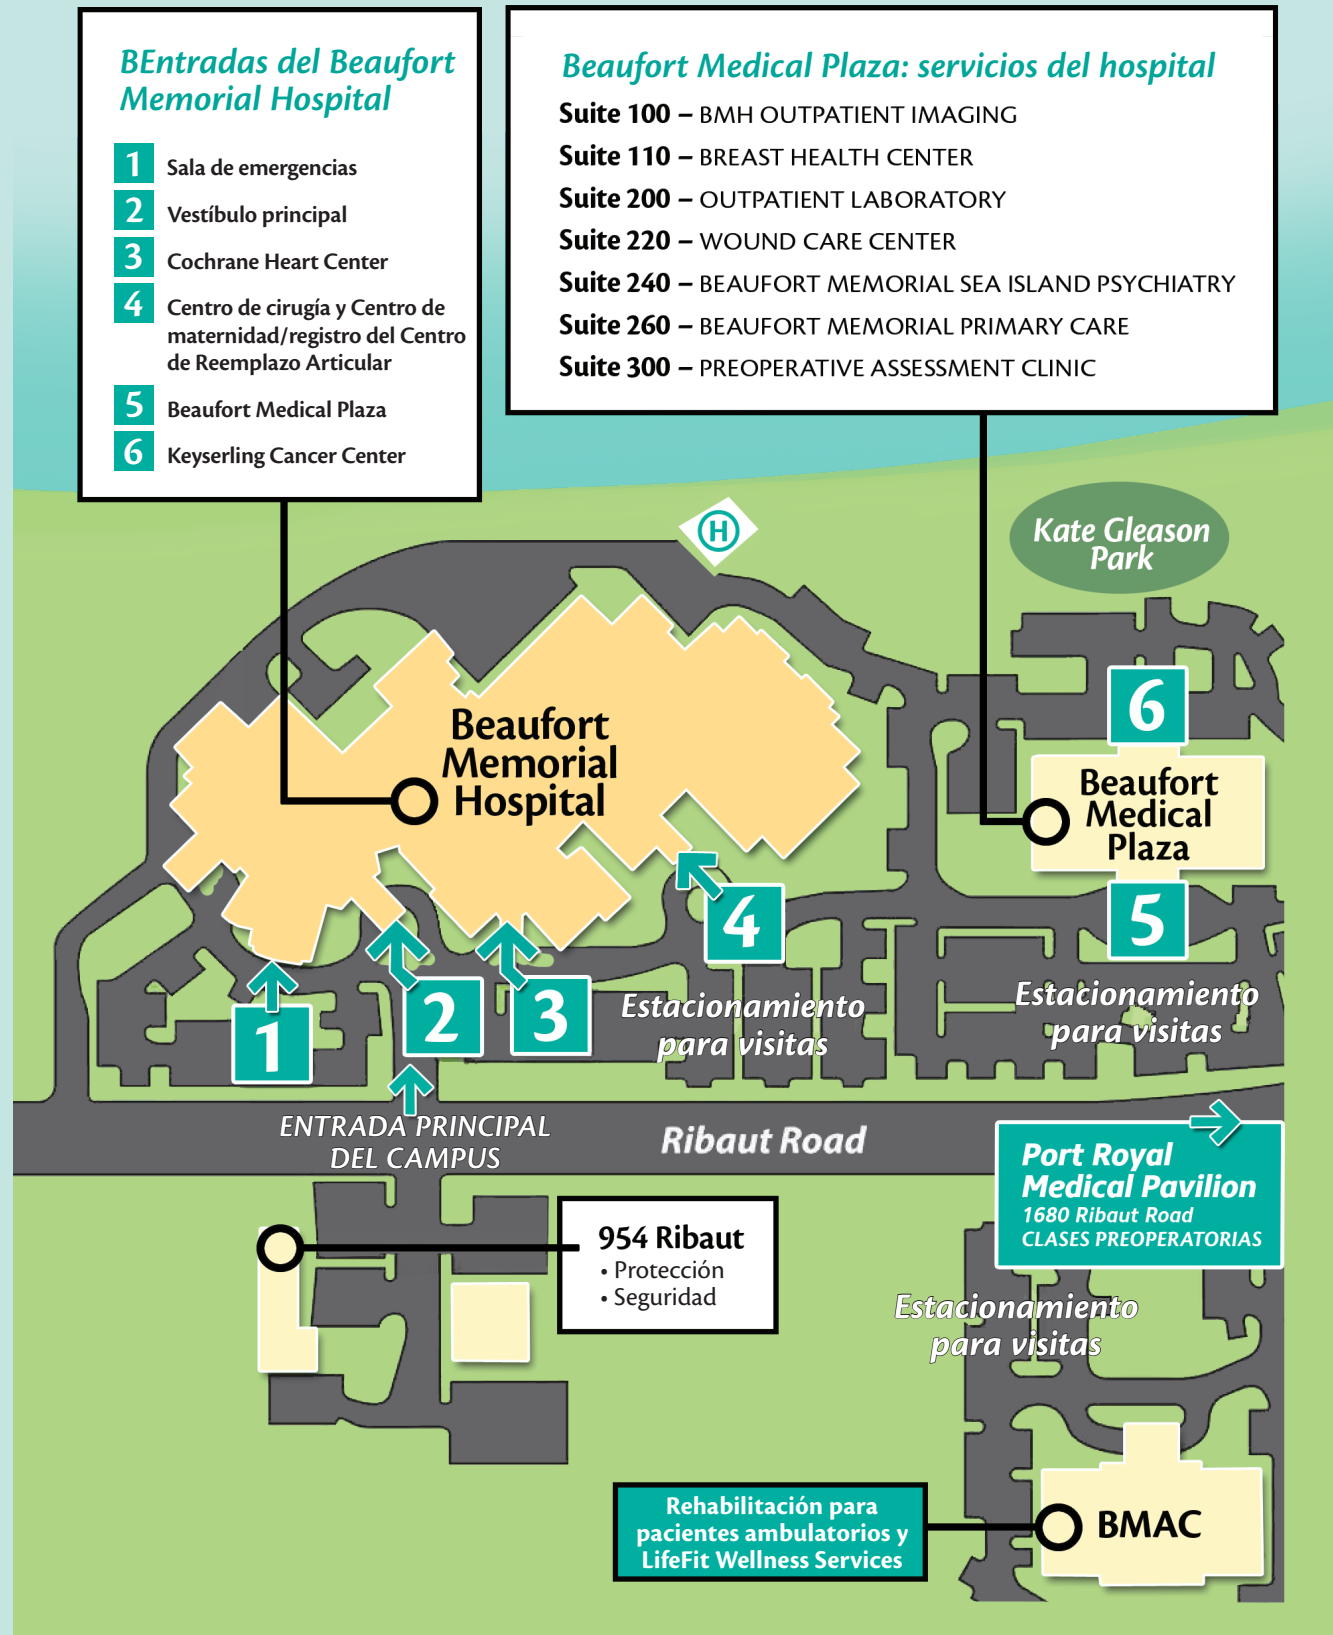 BEntradas del Beaufort
Memorial Hospital
1 Sala de emergencias
2 Vestíbulo principal
3 Cochrane Heart Center
4 Centro de cirugía y Centro de
maternidad/registro del Centro
de Reemplazo Articular
5 Beaufort Medical Plaza
6 Keyserling Cancer Center
Beaufort Medical Plaza: servicios del hospital
Suite 100 – BMH OUTPATIENT IMAGING
Suite 110 – BREAST HEALTH CENTER
Suite 200 – OUTPATIENT LABORATORY
Suite 220 – WOUND CARE CENTER
Suite 240 – BEAUFORT MEMORIAL SEA ISLAND PSYCHIATRY
Suite 260 – BEAUFORT MEMORIAL PRIMARY CARE
Suite 300 – PREOPERATIVE ASSESSMENT CLINIC
H
Kate Gleason
Park
6
Beaufort
Memorial
Hospital
Beaufort
Medical
Plaza
5
4
1
2
3
Estacionamiento
para visitas
Estacionamiento
para visitas
ENTRADA PRINCIPAL
DEL CAMPUS
Ribaut Road
Port Royal
Medical Pavilion
1680 Ribaut Road
CLASES PREOPERATORIAS
954 Ribaut
• Protección
• Seguridad
Estacionamiento
para visitas
Rehabilitación para
pacientes ambulatorios y
LifeFit Wellness Services
BMAC